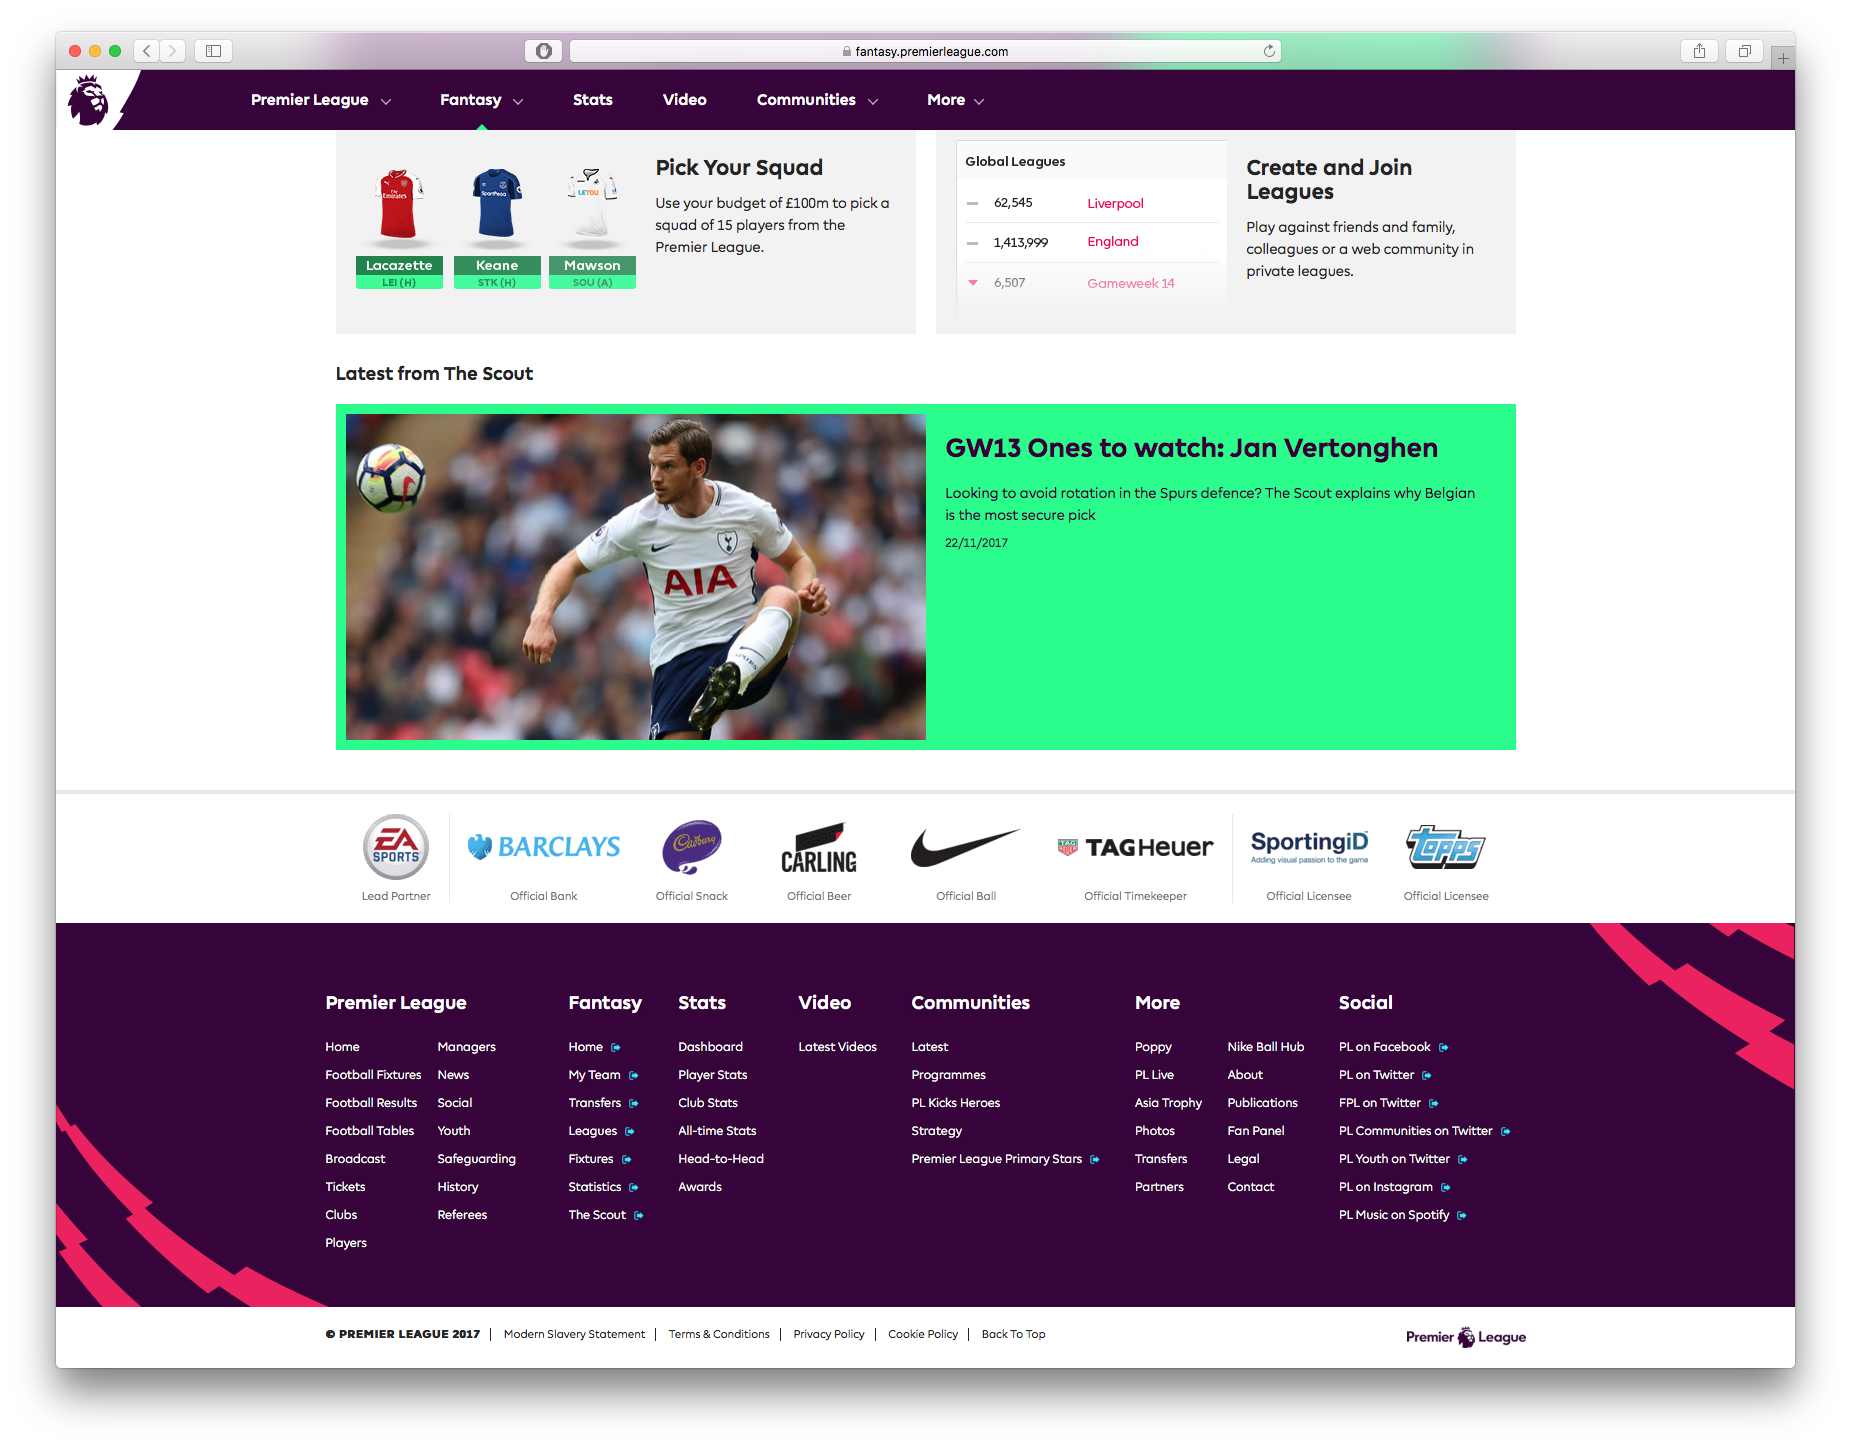 fantasy.premierleague.com
Premier League
Fantasy
Stats
Video
Communities
More
Fly
Emirates
SportPesa
LETOU
Lacazette
LEI (H)
Keane
STK (H)
Mawson
SOU (A)
Pick Your Squad
Use your budget of £100m to pick a
squad of 15 players from the
Premier League.
Global Leagues
62,545 Liverpool
1,413,999 England
6,507 Gameweek 14
Create and Join
Leagues
Play against friends and family,
colleagues or a web community in
private leagues.
Latest from The Scout
AIA
SPURS
GW13 Ones to watch: Jan Vertonghen
Looking to avoid rotation in the Spurs defence? The Scout explains why Belgian
is the most secure pick
22/11/2017
EA
SPORTS
Lead Partner
BARCLAYS
Official Bank
Cadbury
Official Snack
CARLING
Official Beer
Official Ball
TAG
HEUER
TAGHeuer
Official Timekeeper
SportingiD
Adding visual passion to the game
Official Licensee
topps
Official Licensee
Premier League
Home
Football Fixtures
Football Results
Football Tables
Broadcast
Tickets
Clubs
Players
Managers
News
Social
Youth
Safeguarding
History
Referees
Fantasy
Home
My Team
Transfers
Leagues
Fixtures
Statistics
The Scout
Stats
Dashboard
Player Stats
Club Stats
All-time Stats
Head-to-Head
Awards
Video
Latest Videos
Communities
Latest
Programmes
PL Kicks Heroes
Strategy
Premier League Primary Stars
More
Poppy
PL Live
Asia Trophy
Photos
Transfers
Partners
Nike Ball Hub
About
Publications
Fan Panel
Legal
Contact
Social
PL on Facebook
PL on Twitter
FPL on Twitter
PL Communities on Twitter
PL Youth on Twitter
PL on Instagram
PL Music on Spotify
© PREMIER LEAGUE 2017 | Modern Slavery Statement | Terms & Conditions | Privacy Policy | Cookie Policy | Back To Top
Premier League